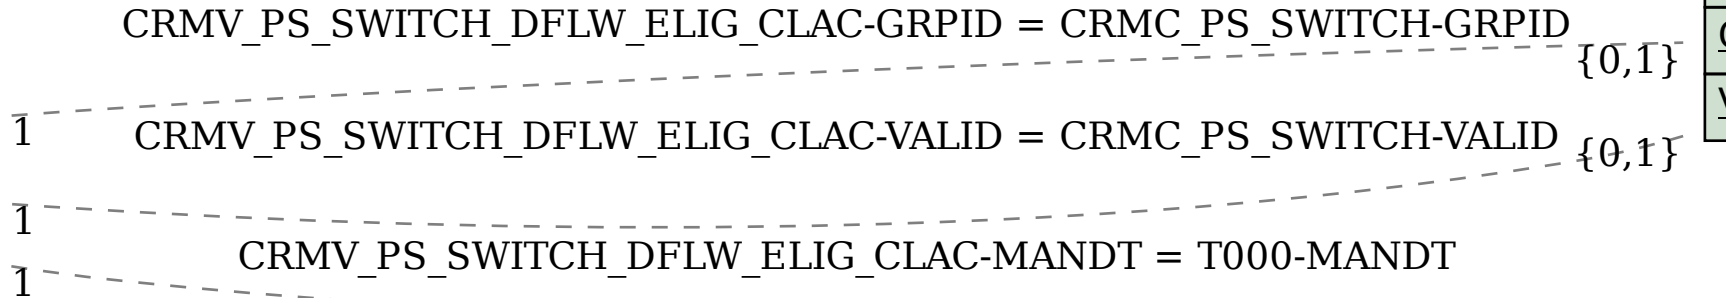 CRMV_PS_SWITCH_DFLW_ELIG_CLAC-GRPID = CRMC_PS_SWITCH-GRPID
{0,1}
1
CRMV_PS_SWITCH_DFLW_ELIG_CLAC-VALID = CRMC_PS_SWITCH-VALID
{0,1}
1
CRMV_PS_SWITCH_DFLW_ELIG_CLAC-MANDT = T000-MANDT
1